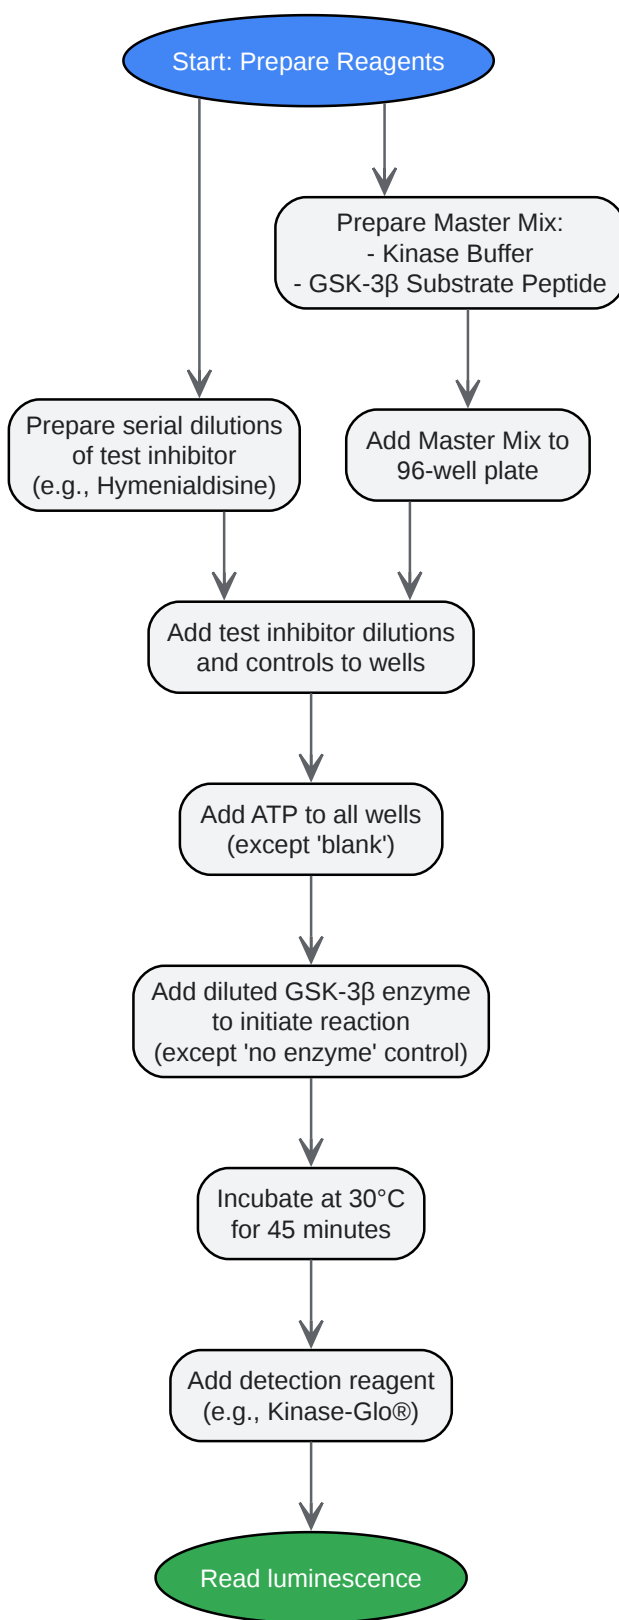 Start: Prepare Reagents
Prepare Master Mix:
- Kinase Buffer
- GSK-3β Substrate Peptide
Prepare serial dilutions
of test inhibitor
(e.g., Hymenialdisine)
Add Master Mix to
96-well plate
Add test inhibitor dilutions
and controls to wells
Add ATP to all wells
(except 'blank')
Add diluted GSK-3β enzyme
to initiate reaction
(except 'no enzyme' control)
Incubate at 30°C
for 45 minutes
Add detection reagent
(e.g., Kinase-Glo®)
Read luminescence